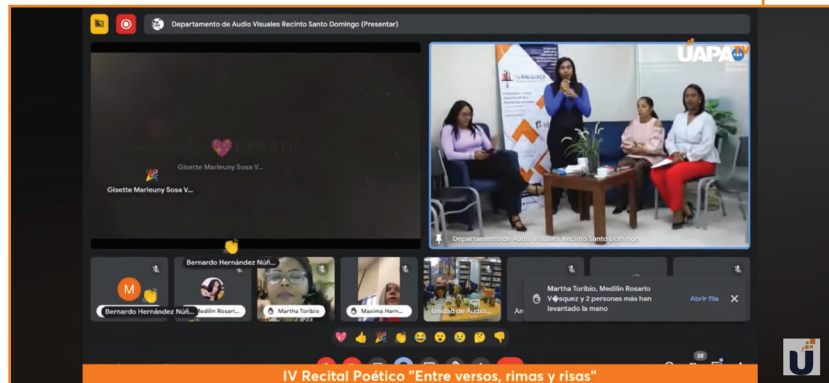 Departamento de Audio Visuales Recinto Santo Domingo (Presentar)
UAPA
Gisette Marieuny Sosa V...
Gisette Marieuny Sosa V...
Departamento de Audio Visuales Recinto Santo Domingo
Bernardo Hernández Núñ...
M
Bernardo Hernández Núñ...
Medilin Rosari...
Martha Toribio
Maxima Hern...
Unidad de Audio...
An
Martha Toribio, Medilin Rosario
V�squez y 2 personas más han
levantado la mano
Abrir fila
38
IV Recital Poético "Entre versos, rimas y risas"
U